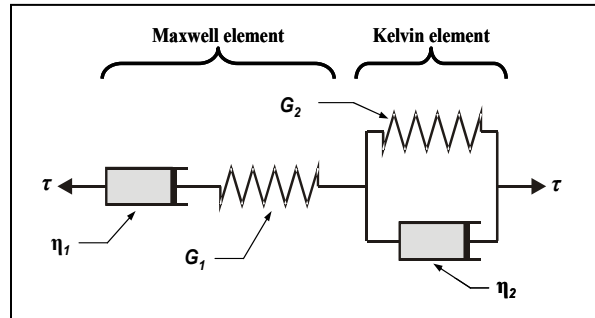 Maxwell element Kelvin element
G2
τ τ
η1
G1
η2